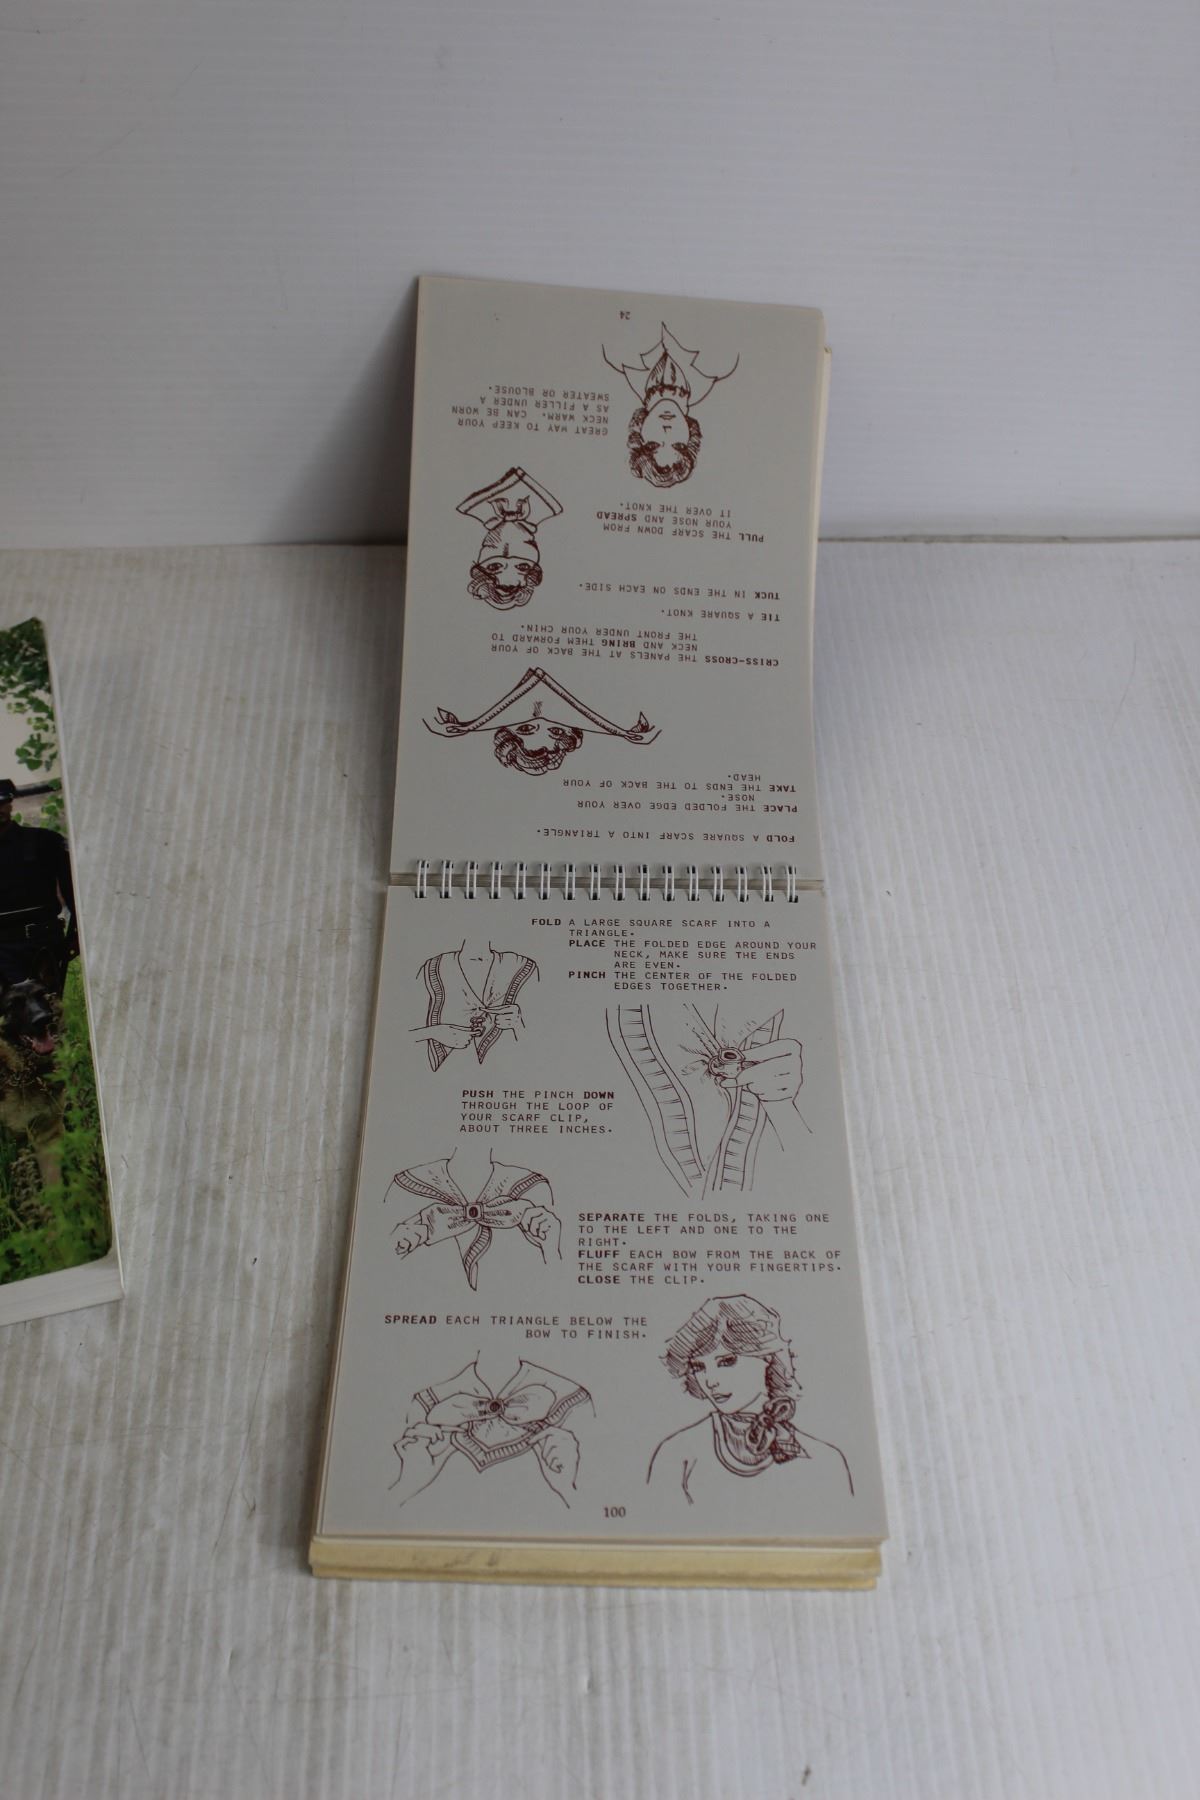 24
GREAT WAY TO KEEP YOUR
NECK WARM. CAN BE WORN
AS A FILLER UNDER A
SWEATER OR BLOUSE.
PULL THE SCARF DOWN FROM
YOUR NOSE AND SPREAD
IT OVER THE KNOT.
TUCK IN THE ENDS ON EACH SIDE.
TIE A SQUARE KNOT.
CRISS-CROSS THE PANELS AT THE BACK OF YOUR
NECK AND BRING THEM FORWARD TO
THE FRONT UNDER YOUR CHIN.
TAKE THE ENDS TO THE BACK OF YOUR
HEAD.
PLACE THE FOLDED EDGE OVER YOUR
NOSE.
FOLD A SQUARE SCARF INTO A TRIANGLE.
FOLD A LARGE SQUARE SCARF INTO A
TRIANGLE.
PLACE THE FOLDED EDGE AROUND YOUR
NECK, MAKE SURE THE ENDS
ARE EVEN.
PINCH THE CENTER OF THE FOLDED
EDGES TOGETHER.
PUSH THE PINCH DOWN
THROUGH THE LOOP OF
YOUR SCARF CLIP,
ABOUT THREE INCHES.
SEPARATE THE FOLDS, TAKING ONE
TO THE LEFT AND ONE TO THE
RIGHT.
FLUFF EACH BOW FROM THE BACK OF
THE SCARF WITH YOUR FINGERTIPS.
CLOSE THE CLIP.
SPREAD EACH TRIANGLE BELOW THE
BOW TO FINISH.
100